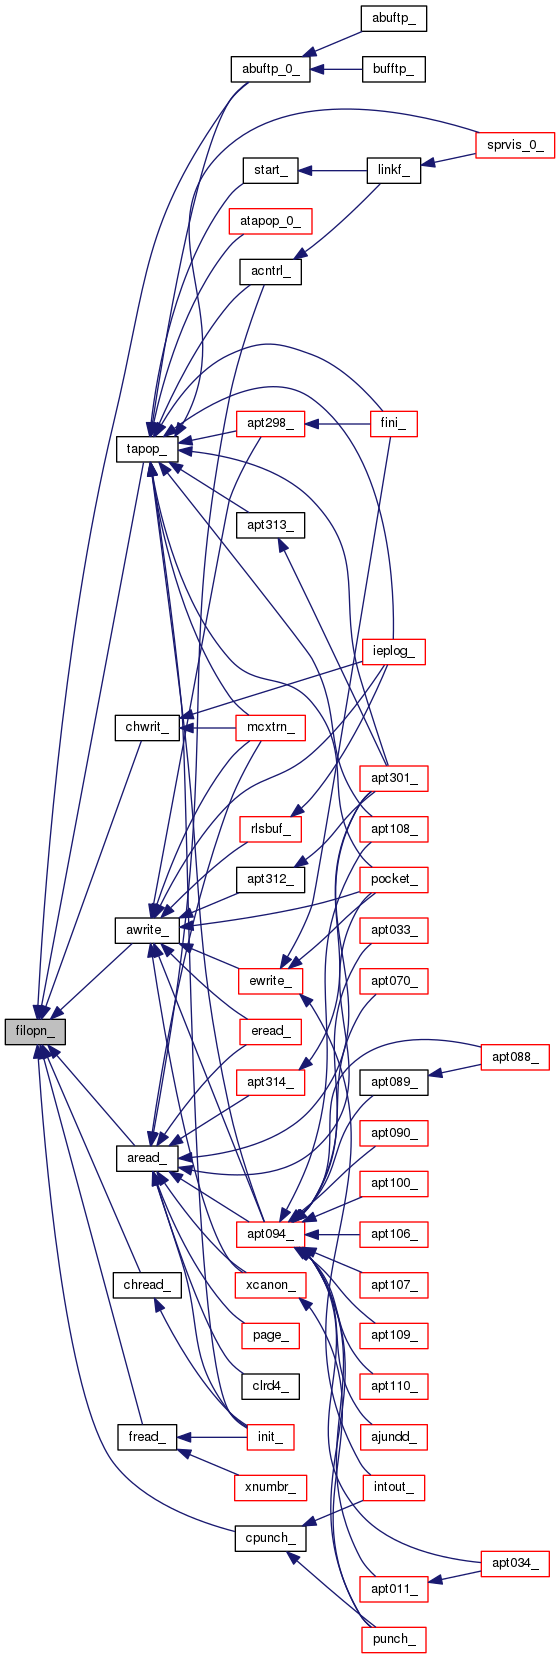 abuftp_
abuftp_0_
bufftp_
sprvis_0_
start_
linkf_
atapop_0_
acntrl_
apt298_
fini_
tapop_
apt313_
ieplog_
chwrit_
mcxtrn_
apt301_
rlsbuf_
apt108_
apt312_
pocket_
awrite_
apt033_
ewrite_
apt070_
filopn_
eread_
apt088_
apt314_
apt089_
apt090_
aread_
apt100_
apt094_
apt106_
chread_
xcanon_
apt107_
page_
apt109_
clrd4_
apt110_
fread_
init_
ajundd_
xnumbr_
intout_
cpunch_
apt034_
apt011_
punch_